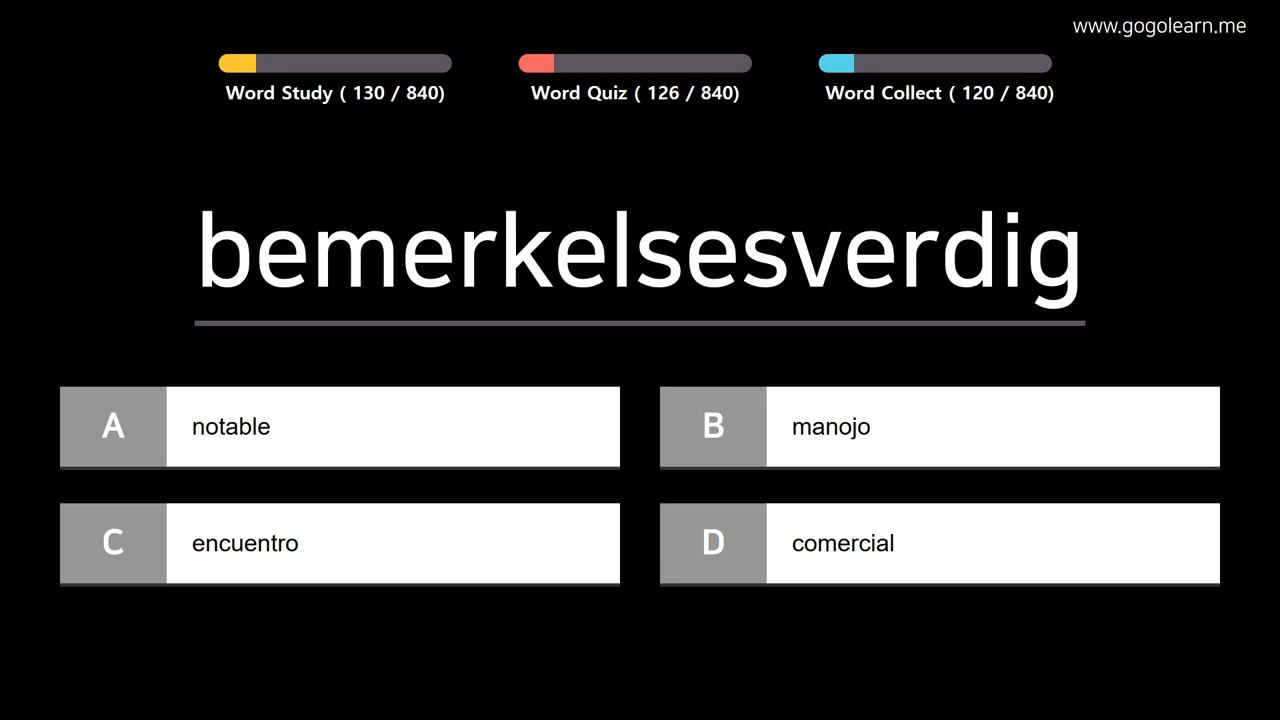 www.gogolearn.me
Word Study ( 130 / 840)
Word Quiz ( 126 / 840)
Word Collect ( 120 / 840)
bemerkelsesverdig
A notable
B manojo
C encuentro
D comercial